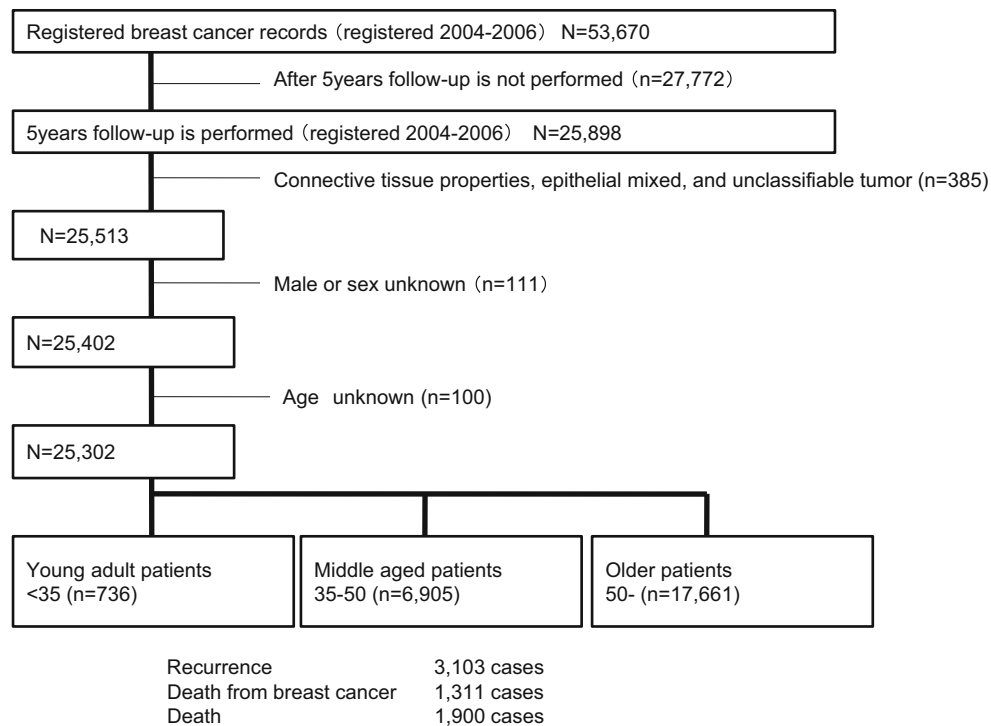 Registered breast cancer records（registered 2004-2006） N=53,670
After 5years follow-up is not performed（n=27,772）
5years follow-up is performed（registered 2004-2006） N=25,898
Connective tissue properties, epithelial mixed, and unclassifiable tumor (n=385)
N=25,513
Male or sex unknown（n=111）
N=25,402
Age unknown (n=100)
N=25,302
Young adult patients
<35 (n=736)
Middle aged patients
35-50 (n=6,905)
Older patients
50- (n=17,661)
Recurrence 3,103 cases
Death from breast cancer 1,311 cases
Death 1,900 cases